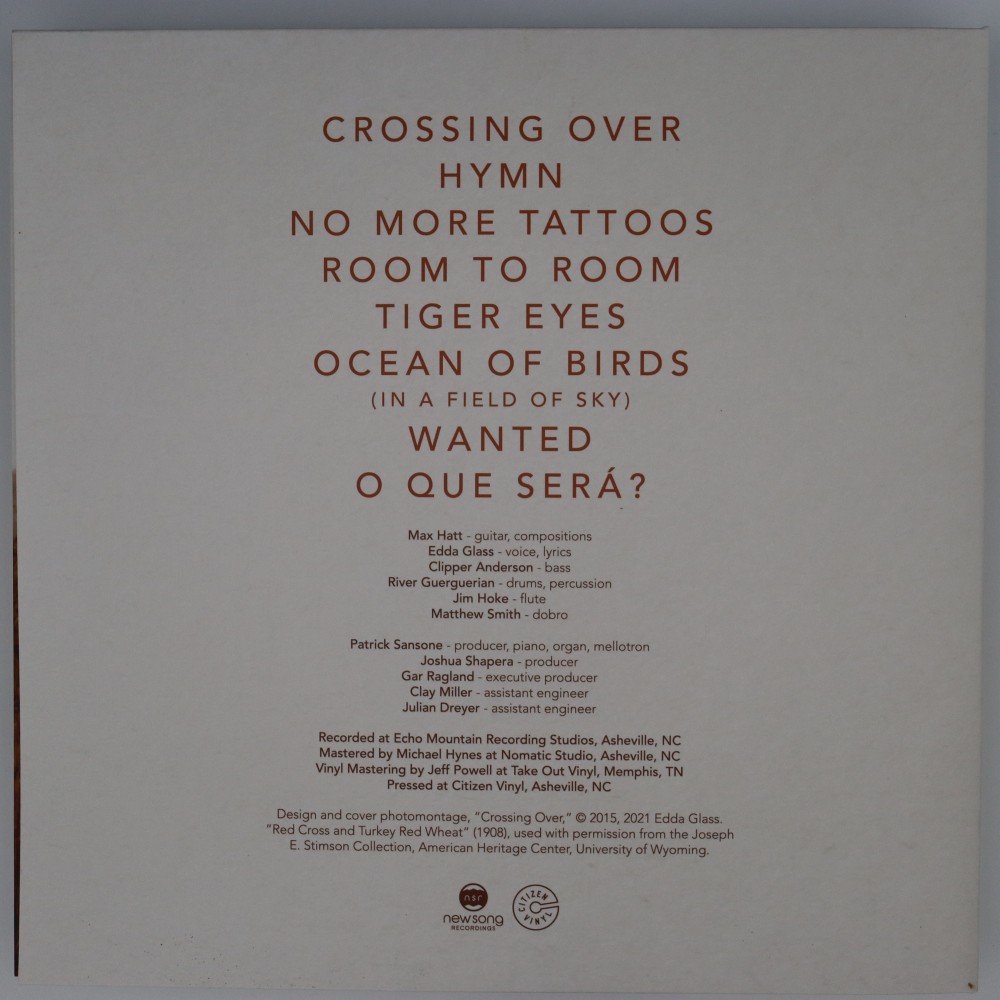 CROSSING OVER
HYMN
NO MORE TATTOOS
ROOM TO ROOM
TIGER EYES
OCEAN OF BIRDS
(IN A FIELD OF SKY)
WANTED
O QUE SERÁ?
Max Hatt - guitar, compositions
Edda Glass - voice, lyrics
Clipper Anderson - bass
River Guerguerian - drums, percussion
Jim Hoke - flute
Matthew Smith - dobro
Patrick Sansone - producer, piano, organ, mellotron
Joshua Shapera - producer
Gar Ragland - executive producer
Clay Miller - assistant engineer
Julian Dreyer - assistant engineer
Recorded at Echo Mountain Recording Studios, Asheville, NC
Mastered by Michael Hynes at Nomatic Studio, Asheville, NC
Vinyl Mastering by Jeff Powell at Take Out Vinyl, Memphis, TN
Pressed at Citizen Vinyl, Asheville, NC
Design and cover photomontage, “Crossing Over,” © 2015, 2021 Edda Glass.
“Red Cross and Turkey Red Wheat” (1908), used with permission from the Joseph
E. Stimson Collection, American Heritage Center, University of Wyoming.
nsr
newsong
RECORDINGS
CITIZEN
VINYL